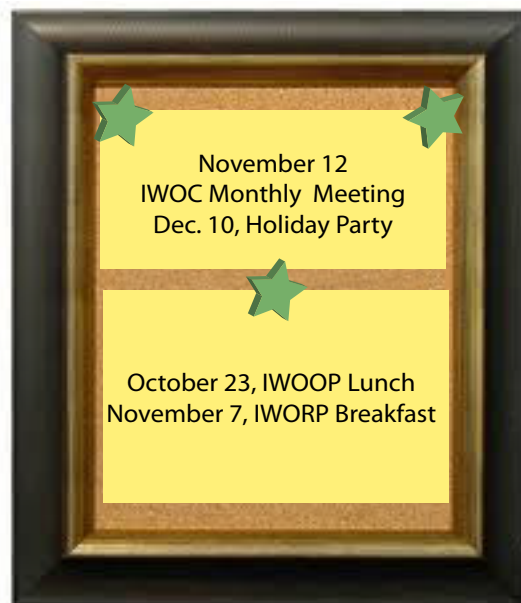 November 12
IWOC Monthly Meeting
Dec. 10, Holiday Party
October 23, IWOOP Lunch
November 7, IWORP Breakfast